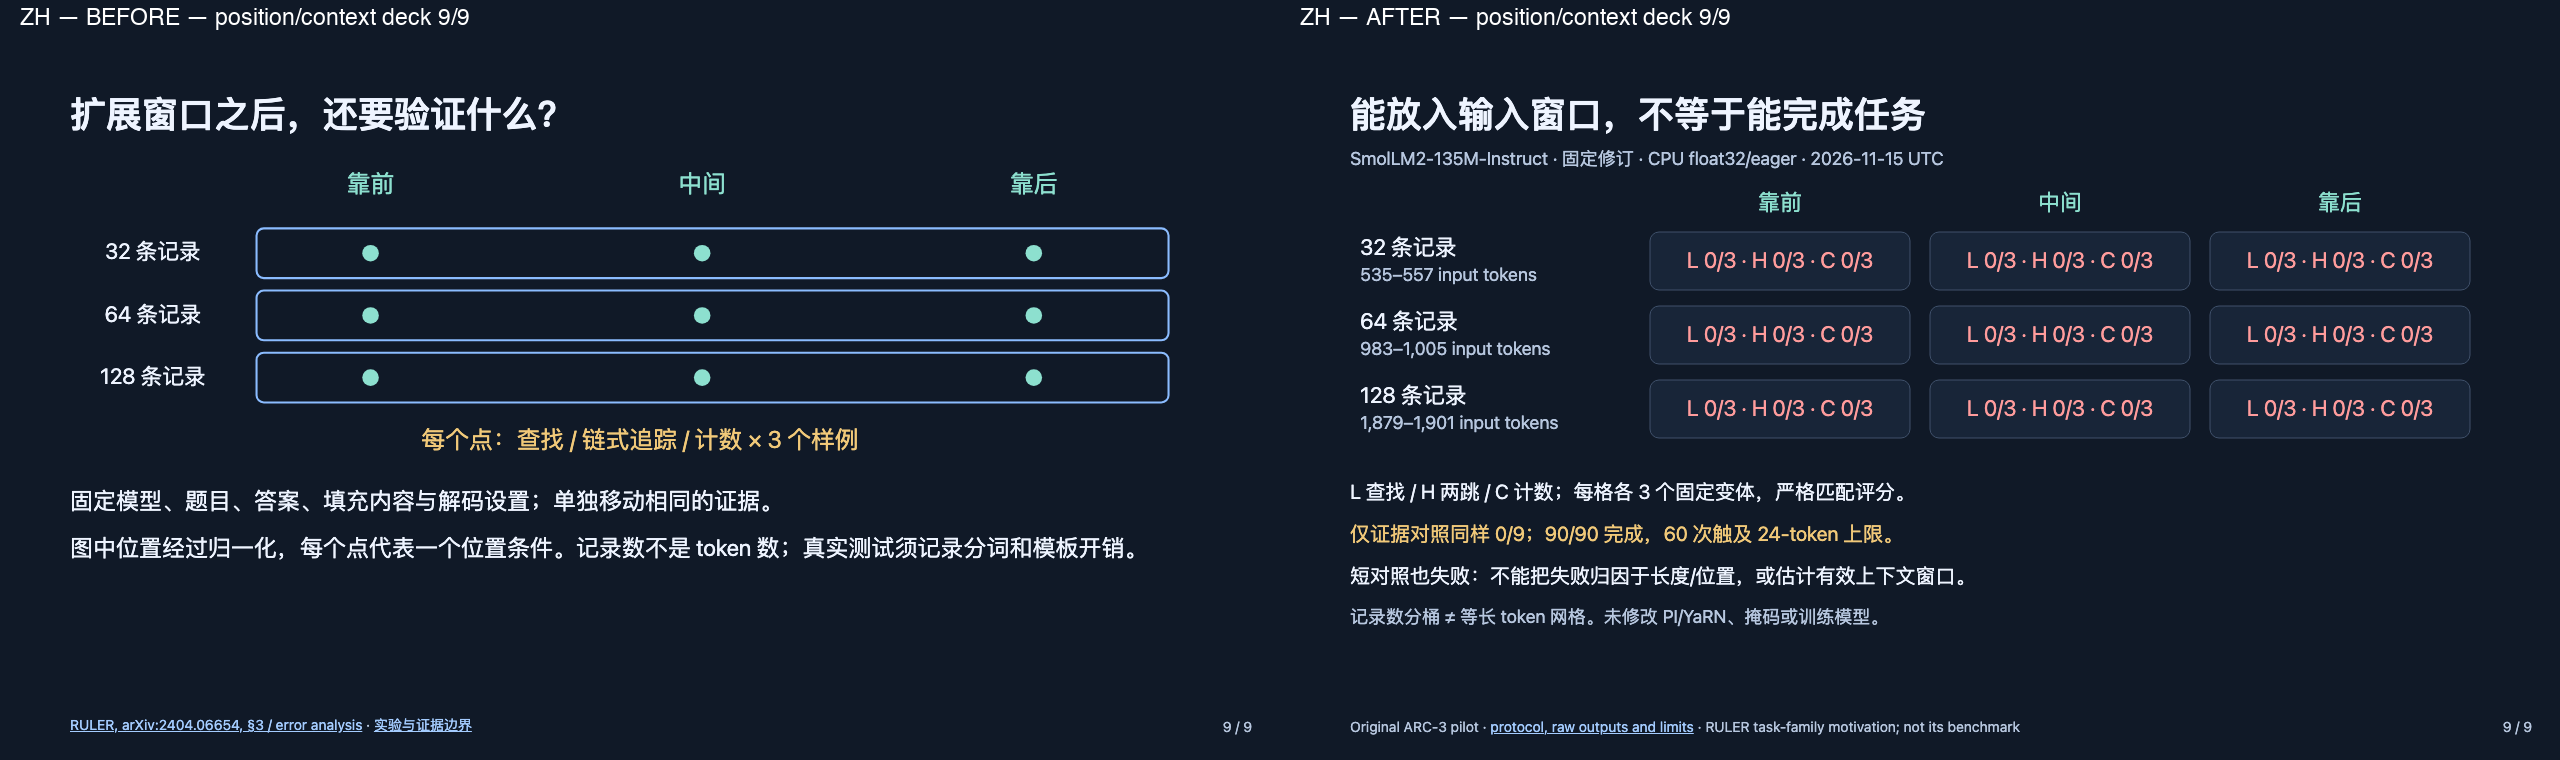 ZH — BEFORE — position/context deck 9/9
扩展窗口之后，还要验证什么？
靠前 中间 靠后
32 条记录
64 条记录
128 条记录
每个点：查找 / 链式追踪 / 计数 × 3 个样例
固定模型、题目、答案、填充内容与解码设置；单独移动相同的证据。
图中位置经过归一化，每个点代表一个位置条件。记录数不是 token 数；真实测试须记录分词和模板开销。
RULER, arXiv:2404.06654, §3 / error analysis · 实验与证据边界
9 / 9
ZH — AFTER — position/context deck 9/9
能放入输入窗口，不等于能完成任务
SmolLM2-135M-Instruct · 固定修订 · CPU float32/eager · 2026-11-15 UTC
靠前 中间 靠后
32 条记录
535–557 input tokens
L 0/3 · H 0/3 · C 0/3 L 0/3 · H 0/3 · C 0/3 L 0/3 · H 0/3 · C 0/3
64 条记录
983–1,005 input tokens
L 0/3 · H 0/3 · C 0/3 L 0/3 · H 0/3 · C 0/3 L 0/3 · H 0/3 · C 0/3
128 条记录
1,879–1,901 input tokens
L 0/3 · H 0/3 · C 0/3 L 0/3 · H 0/3 · C 0/3 L 0/3 · H 0/3 · C 0/3
L 查找 / H 两跳 / C 计数；每格各 3 个固定变体，严格匹配评分。
仅证据对照同样 0/9；90/90 完成，60 次触及 24-token 上限。
短对照也失败：不能把失败归因于长度/位置，或估计有效上下文窗口。
记录数分桶 ≠ 等长 token 网格。未修改 PI/YaRN、掩码或训练模型。
Original ARC-3 pilot · protocol, raw outputs and limits · RULER task-family motivation; not its benchmark
9 / 9